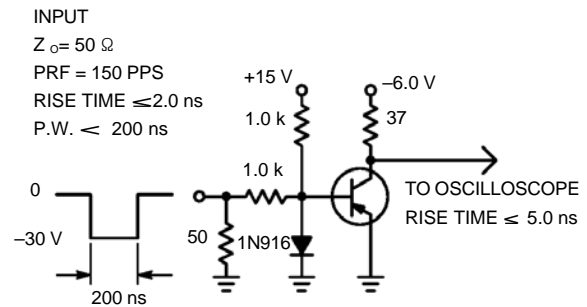 INPUT
Z O= 50 Ω
PRF = 150 PPS
RISE TIME ≤2.0 ns
P.W. < 200 ns
+15 V
–6.0 V
1.0 k
37
1.0 k
0
TO OSCILLOSCOPE
RISE TIME ≤ 5.0 ns
–30 V
50
1N916
200 ns